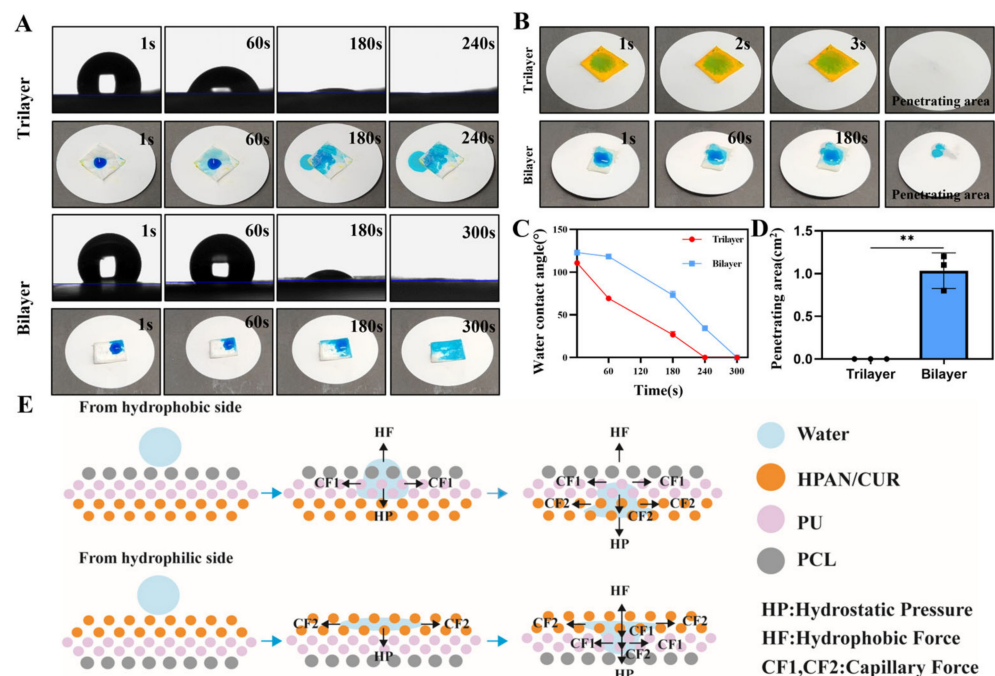 A
Trilayer
1s
60s
180s
240s
1s
60s
180s
240s
Bilayer
1s
60s
180s
300s
1s
60s
180s
300s
B
Trilayer
1s
2s
3s
Penetrating area
Bilayer
1s
60s
180s
Penetrating area
C
Water contact angle(°)
150
100
50
0
60
120
180
240
300
Time(s)
Trilayer
Bilayer
D
Penetrating area(cm²)
1.5
1.0
0.5
0.0
**
Trilayer
Bilayer
E
From hydrophobic side
HF
CF1
CF1
HP
HF
CF1
CF1
CF2
CF2
HP
From hydrophilic side
CF2
CF2
HP
HF
CF2
CF2
CF1
CF1
CF1
CF2
HP
Water
HPAN/CUR
PU
PCL
HP:Hydrostatic Pressure
HF:Hydrophobic Force
CF1,CF2:Capillary Force